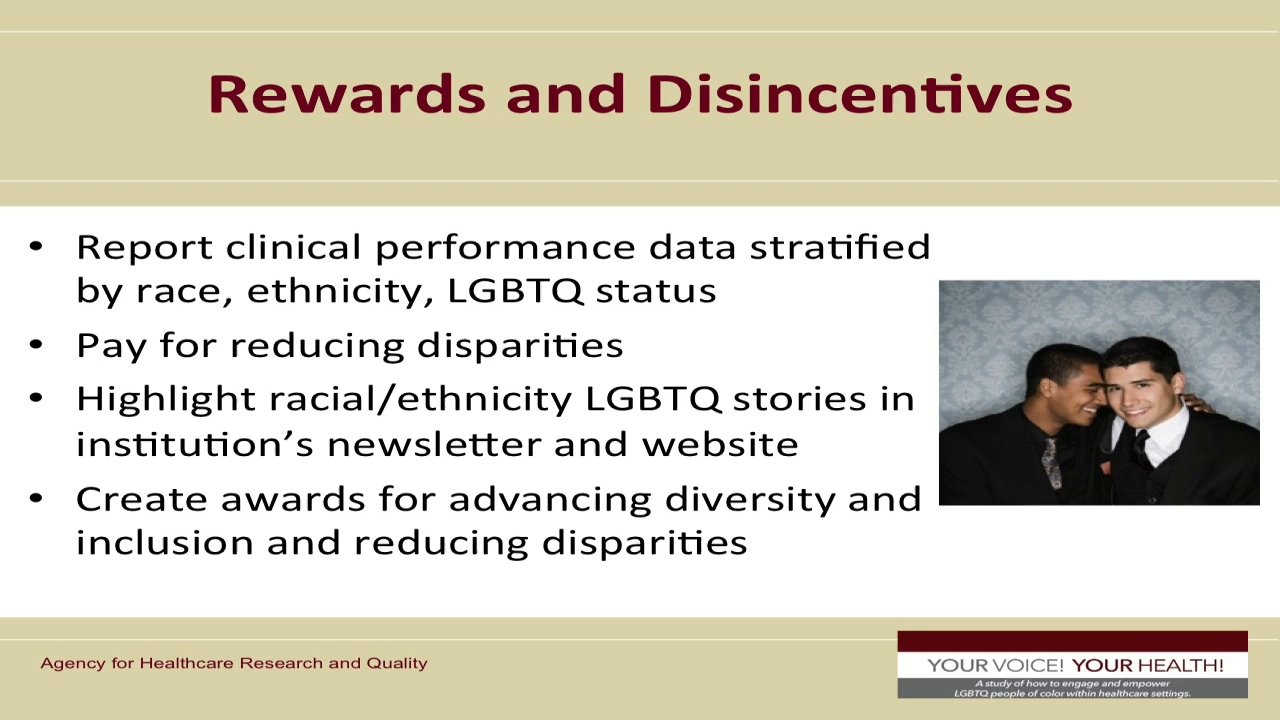 Rewards and Disincentives
• Report clinical performance data stratified
by race, ethnicity, LGBTQ status
• Pay for reducing disparities
• Highlight racial/ethnicity LGBTQ stories in
institution’s newsletter and website
• Create awards for advancing diversity and
inclusion and reducing disparities
Agency for Healthcare Research and Quality
YOUR VOICE! YOUR HEALTH!
A study of how to engage and empower
LGBTQ people of color within healthcare settings.